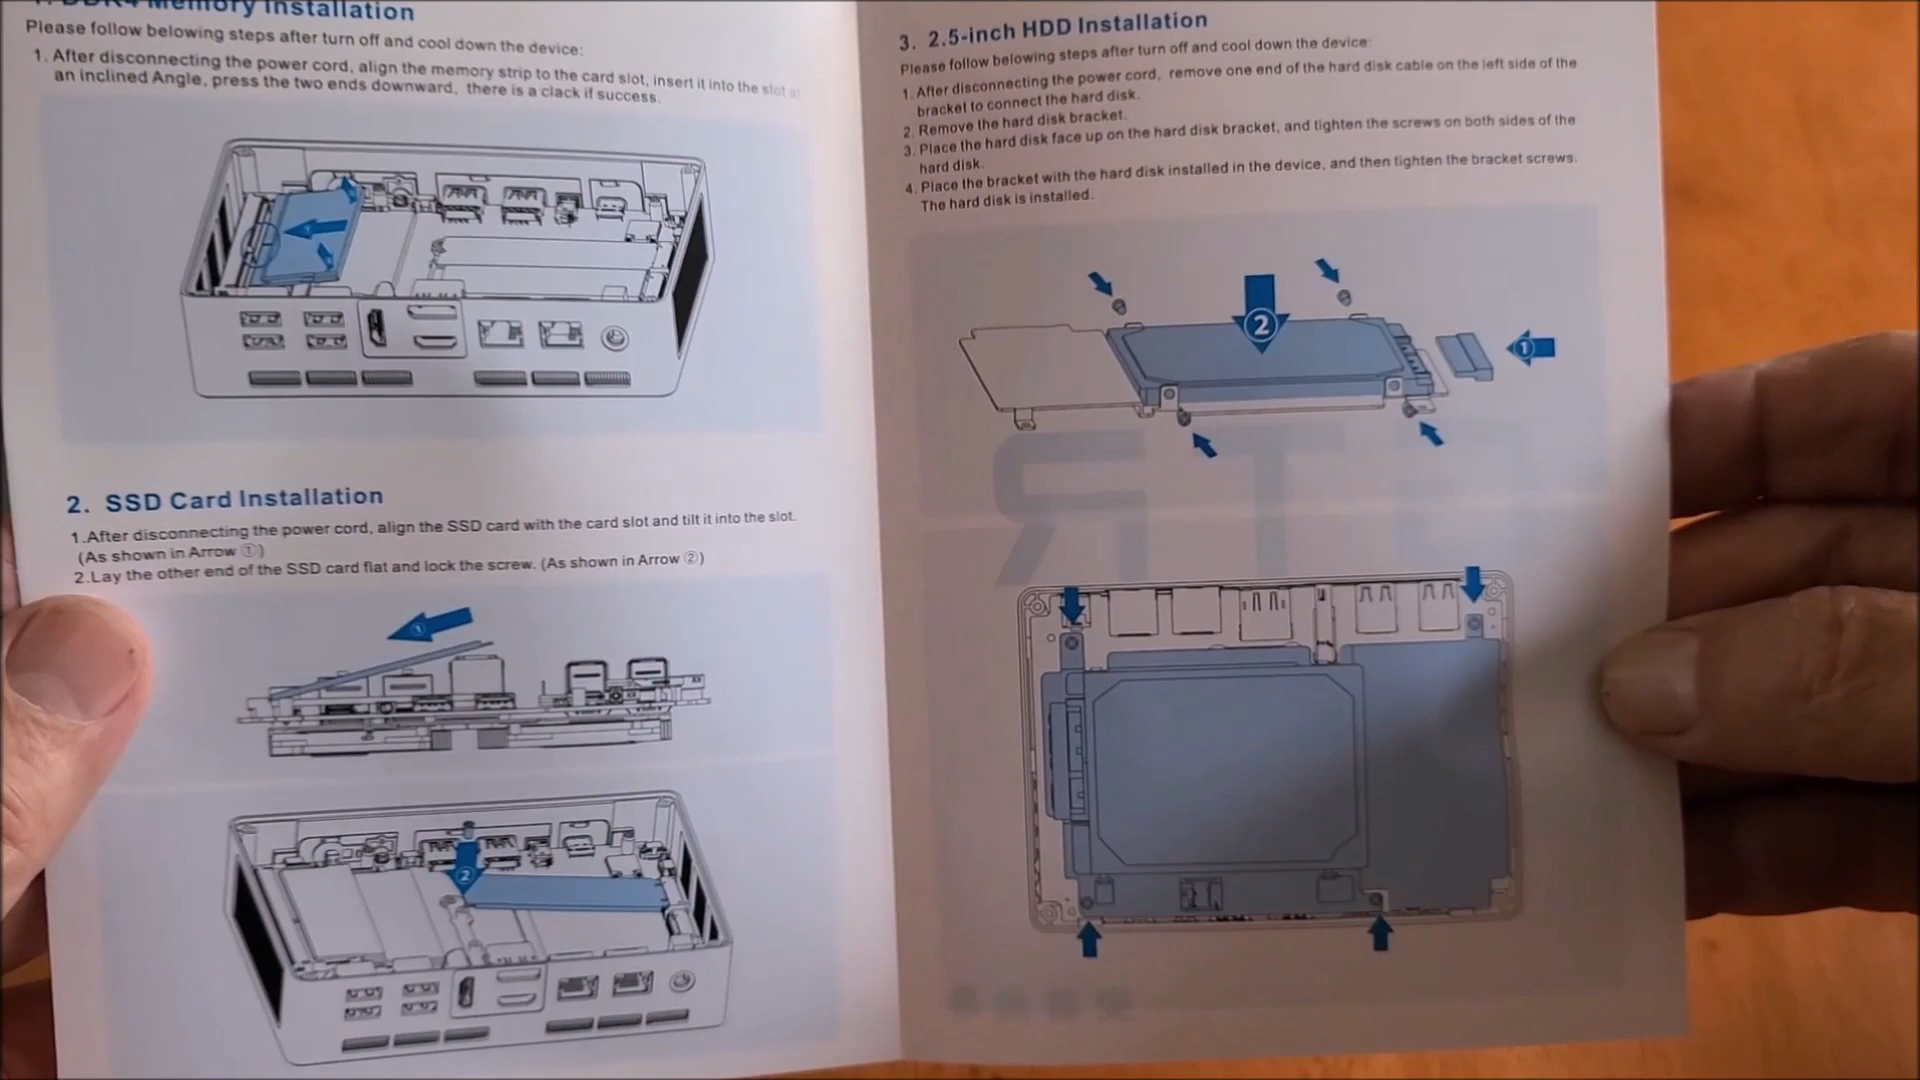 1. DDR4 Memory Installation
Please follow belowing steps after turn off and cool down the device:
1. After disconnecting the power cord, align the memory strip to the card slot, insert it into the slot at
an inclined Angle, press the two ends downward, there is a clack if success.
2. SSD Card Installation
1.After disconnecting the power cord, align the SSD card with the card slot and tilt it into the slot.
(As shown in Arrow ①)
2.Lay the other end of the SSD card flat and lock the screw. (As shown in Arrow ②)
①
②
3. 2.5-inch HDD Installation
Please follow belowing steps after turn off and cool down the device:
1. After disconnecting the power cord, remove one end of the hard disk cable on the left side of the
bracket to connect the hard disk.
2. Remove the hard disk bracket.
3. Place the hard disk face up on the hard disk bracket, and tighten the screws on both sides of the
hard disk.
4. Place the bracket with the hard disk installed in the device, and then tighten the bracket screws.
The hard disk is installed.
②
①